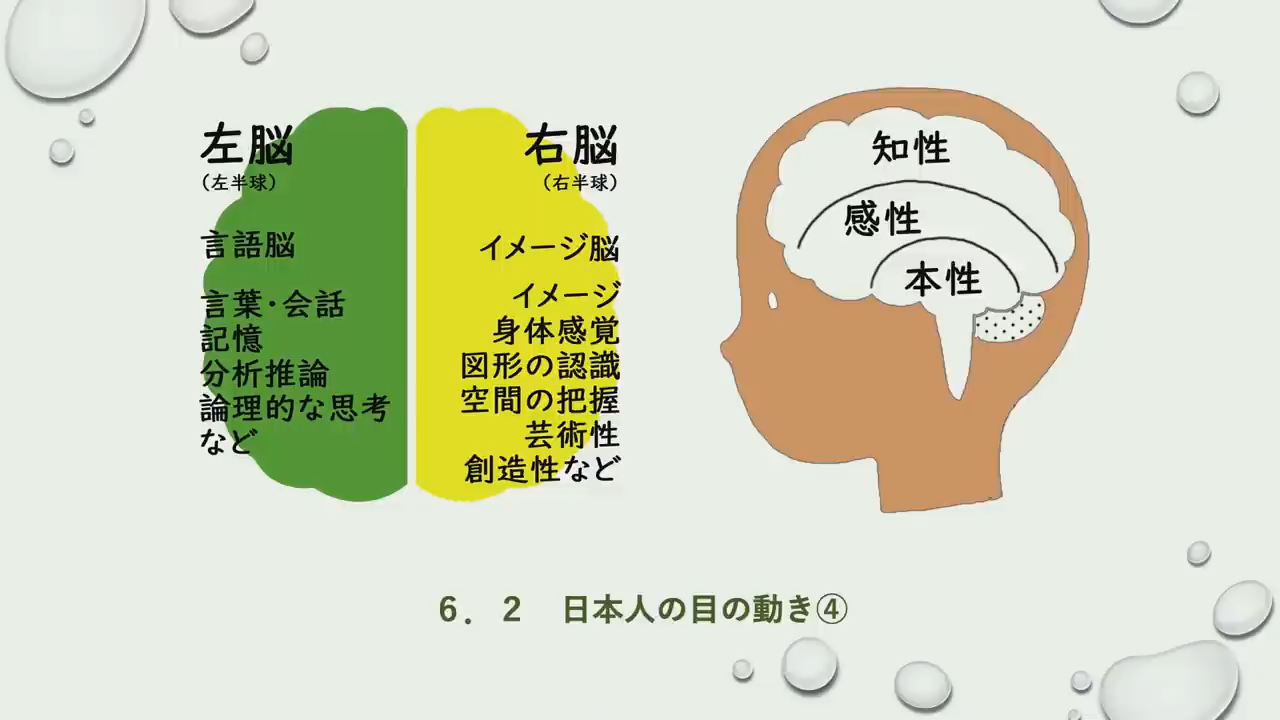 左脳
（左半球）
言語脳
言葉・会話
記憶
分析推論
論理的な思考
など
右脳
（右半球）
イメージ脳
イメージ
身体感覚
図形の認識
空間の把握
芸術性
創造性など
知性
感性
本性
６．２　日本人の目の動き④